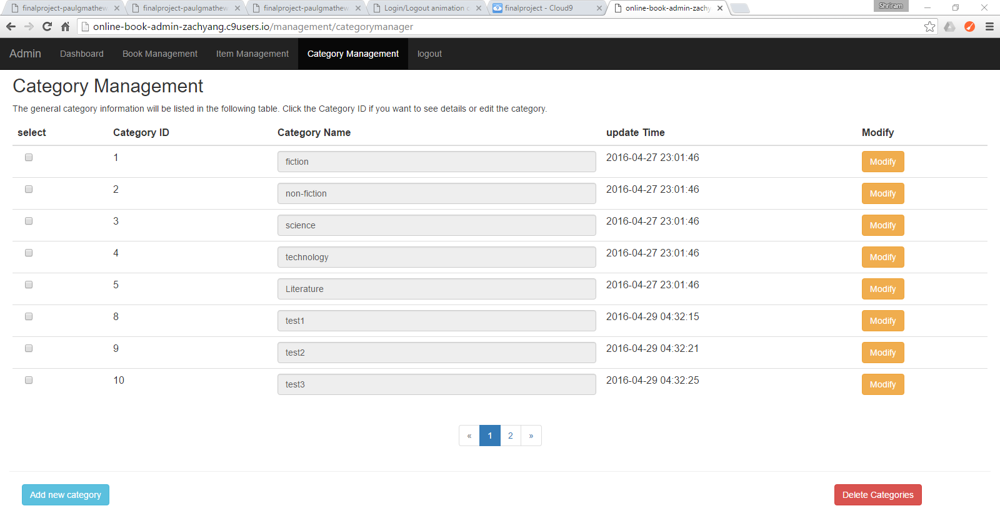 finalproject-paulgmathew finalproject-paulgmathew finalproject-paulgmathew Login/Logout animation finalproject - Cloud9 online-book-admin-zachy Shriram
online-book-admin-zachyang.c9users.io/management/categorymanager
Admin Dashboard Book Management Item Management Category Management logout
Category Management
The general category information will be listed in the following table. Click the Category ID if you want to see details or edit the category.
select Category ID Category Name update Time Modify
1 fiction 2016-04-27 23:01:46 Modify
2 non-fiction 2016-04-27 23:01:46 Modify
3 science 2016-04-27 23:01:46 Modify
4 technology 2016-04-27 23:01:46 Modify
5 Literature 2016-04-27 23:01:46 Modify
8 test1 2016-04-29 04:32:15 Modify
9 test2 2016-04-29 04:32:21 Modify
10 test3 2016-04-29 04:32:25 Modify
« 1 2 »
Add new category Delete Categories